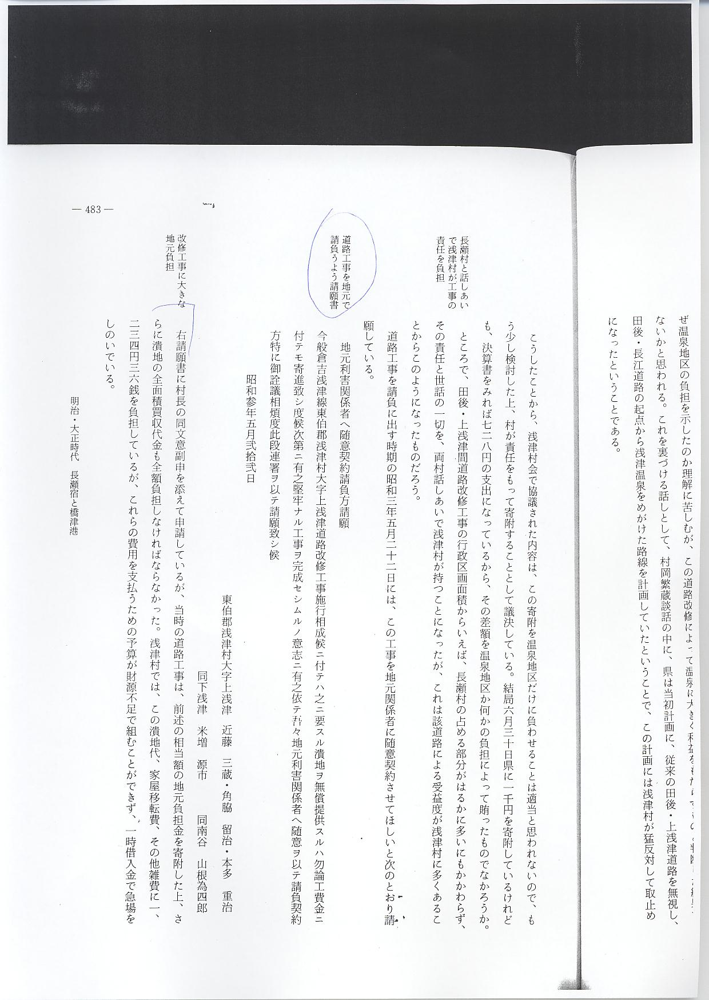 ぜ温泉地区の負担を示したのか理解に苦しむが、この道路改修によって温泉に大きく利益をもたらすもの
ないかと思われる。これを裏づける話しとして、村岡繁蔵談話の中に、県は当初計画に、従来の田後・上浅津道路を無視し、
田後・長江道路の起点から浅津温泉をめがけた路線を計画していたということで、この計画には浅津村が猛反対して取止め
になったということである。
こうしたことから、浅津村会で協議された内容は、この寄附を温泉地区だけに負わせることは適当と思われないので、も
う少し検討した上、村が責任をもって寄附することとして議決している。結局六月三十日県に一千円を寄附しているけれど
も、決算書をみれば七二八円の支出になっているから、その差額を温泉地区か何かの負担によって賄ったものでなかろうか。
長瀬村と話しあい
で浅津村が工事の
責任を負担
ところで、田後・上浅津間道路改修工事の行政区画面積からいえば、長瀬村の占める部分がはるかに多いにもかかわらず、
その責任と世話の一切を、両村話しあいで浅津村が持つことになったが、これは該道路による受益度が浅津村に多くあるこ
とからこのようになったものだろう。
道路工事を地元で
請負うよう請願書
道路工事を請負に出す時期の昭和三年五月二十二日には、この工事を地元関係者に随意契約させてほしいと次のとおり請
願している。
地元利害関係者へ随意契約請負方請願
今般倉吉浅津線東伯郡浅津村大字上浅津道路改修工事施行相成候ニ付テハ之ニ要スル潰地ヲ無償提供スルハ勿論工費金ニ
付テモ寄進致シ度候次第ニ有之堅牢ナル工事ヲ完成セシムルノ意志ニ有之依テ吾々地元利害関係者へ随意ヲ以テ請負契約
方特に御詮議相煩度此段連署ヲ以テ請願致シ候
昭和参年五月弐拾弐日
東伯郡浅津村大字上浅津 近藤 三蔵・角脇 留治・本多 重治
同下浅津 米増 源市 同南谷 山根為四郎
改修工事に大きな
地元負担
右請願書に村長の同文意副申を添えて申請しているが、当時の道路工事は、前述の相当額の地元負担金を寄附した上、さ
らに潰地の全面積買収代金も全額負担しなければならなかった。浅津村では、この潰地代、家屋移転費、その他雑費に一、
二三四円三六銭を負担しているが、これらの費用を支払うための予算が財源不足で組むことができず、一時借入金で急場を
しのいでいる。
明治・大正時代 長瀬宿と橋津港
— 483 —